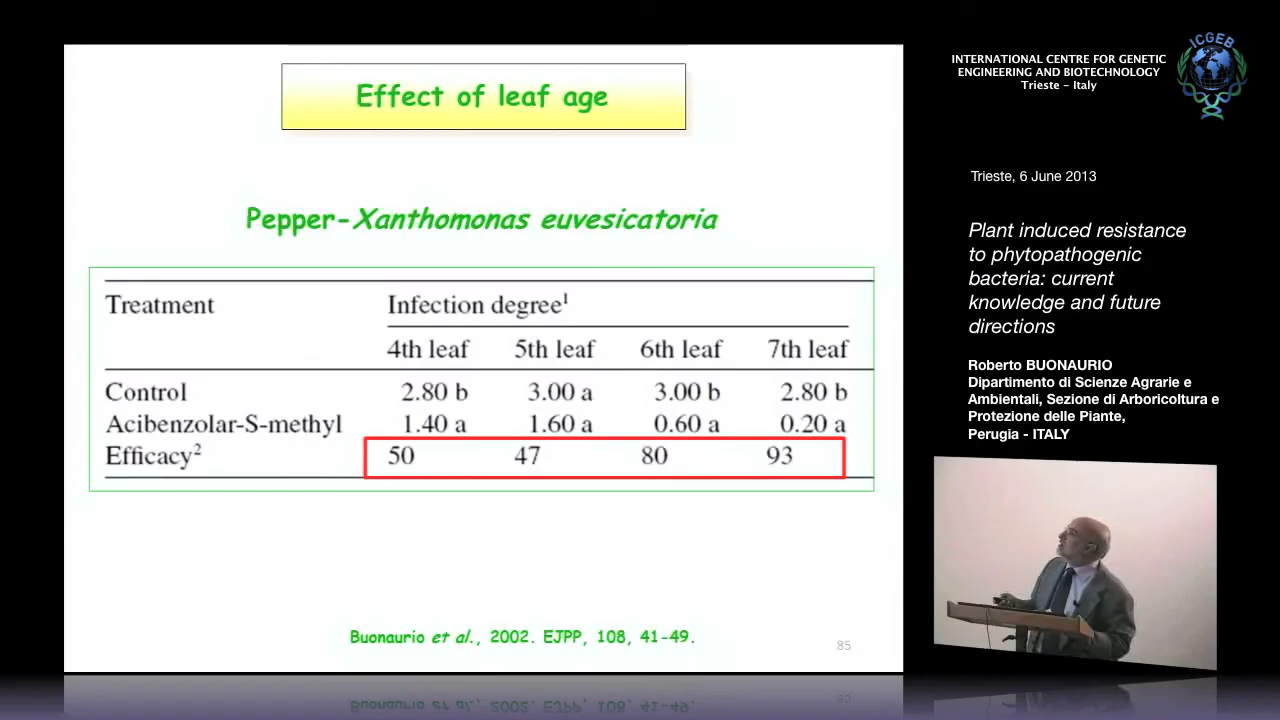 Effect of leaf age
Pepper-Xanthomonas euvesicatoria
Treatment Infection degree¹
4th leaf 5th leaf 6th leaf 7th leaf
Control 2.80 b 3.00 a 3.00 b 2.80 b
Acibenzolar-S-methyl 1.40 a 1.60 a 0.60 a 0.20 a
Efficacy² 50 47 80 93
Buonaurio et al., 2002. EJPP, 108, 41-49.
85
INTERNATIONAL CENTRE FOR GENETIC
ENGINEERING AND BIOTECHNOLOGY
Trieste - Italy
ICGEB
Trieste, 6 June 2013
Plant induced resistance
to phytopathogenic
bacteria: current
knowledge and future
directions
Roberto BUONAURIO
Dipartimento di Scienze Agrarie e
Ambientali, Sezione di Arboricoltura e
Protezione delle Piante,
Perugia - ITALY